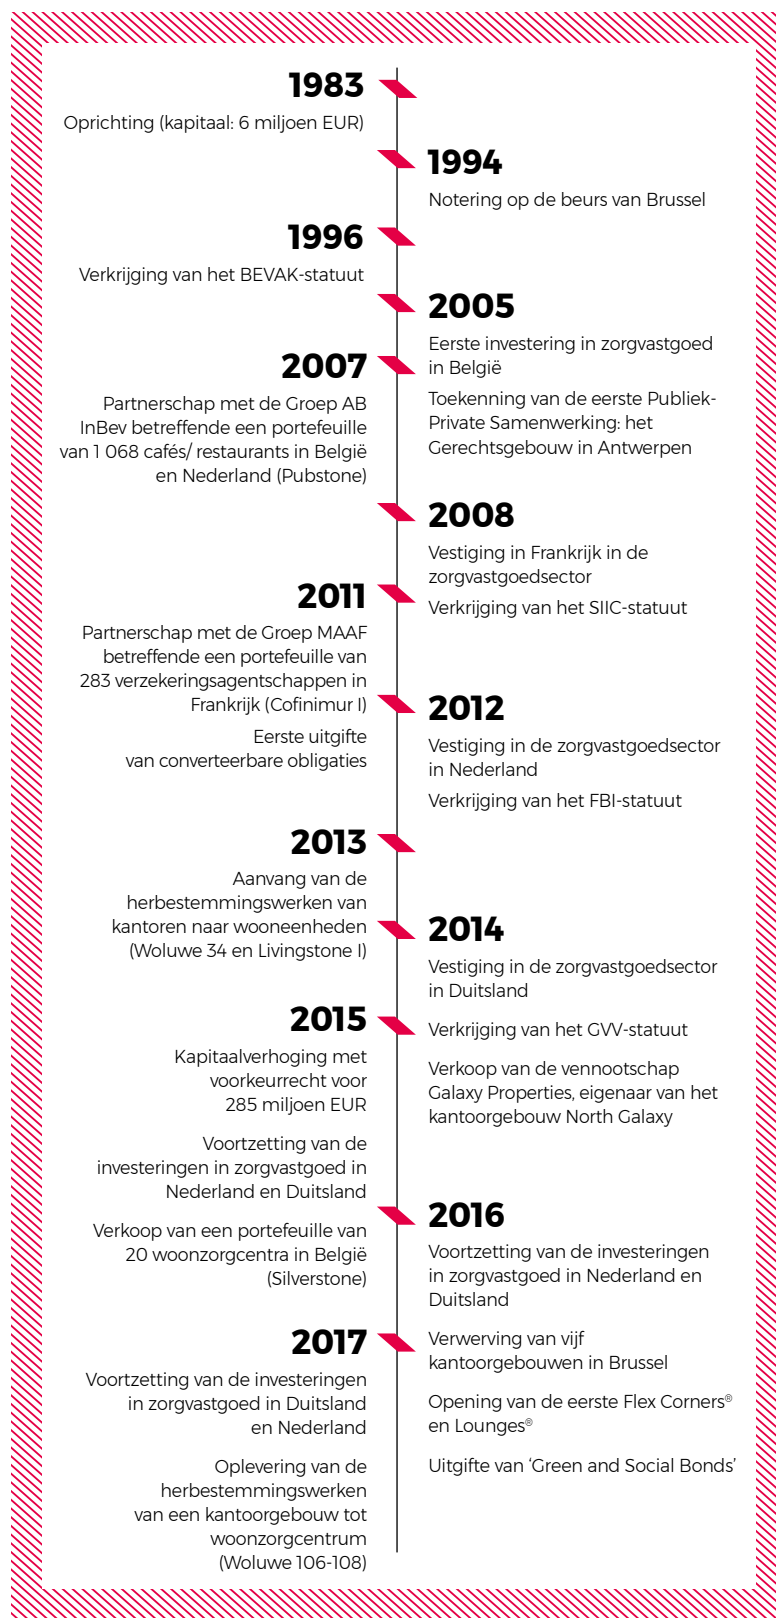 1983
Oprichting (kapitaal: 6 miljoen EUR)
1994
Notering op de beurs van Brussel
1996
Verkrijging van het BEVAK-statuut
2005
Eerste investering in zorgvastgoed
in België
Toekenning van de eerste Publiek-
Private Samenwerking: het
Gerechtsgebouw in Antwerpen
2007
Partnerschap met de Groep AB
InBev betreffende een portefeuille
van 1 068 cafés/ restaurants in België
en Nederland (Pubstone)
2008
Vestiging in Frankrijk in de
zorgvastgoedsector
Verkrijging van het SIIC-statuut
2011
Partnerschap met de Groep MAAF
betreffende een portefeuille van
283 verzekeringsagentschappen in
Frankrijk (Cofinimur I)
Eerste uitgifte
van converteerbare obligaties
2012
Vestiging in de zorgvastgoedsector
in Nederland
Verkrijging van het FBI-statuut
2013
Aanvang van de
herbestemmingswerken van
kantoren naar wooneenheden
(Woluwe 34 en Livingstone I)
2014
Vestiging in de zorgvastgoedsector
in Duitsland
Verkrijging van het GVV-statuut
Verkoop van de vennootschap
Galaxy Properties, eigenaar van het
kantoorgebouw North Galaxy
2015
Kapitaalverhoging met
voorkeurrecht voor
285 miljoen EUR
Voortzetting van de
investeringen in zorgvastgoed in
Nederland en Duitsland
Verkoop van een portefeuille van
20 woonzorgcentra in België
(Silverstone)
2016
Voortzetting van de investeringen
in zorgvastgoed in Nederland en
Duitsland
Verwerving van vijf
kantoorgebouwen in Brussel
Opening van de eerste Flex Corners®
en Lounges®
Uitgifte van ‘Green and Social Bonds’
2017
Voortzetting van de investeringen
in zorgvastgoed in Duitsland
en Nederland
Oplevering van de
herbestemmingswerken
van een kantoorgebouw tot
woonzorgcentrum
(Woluwe 106-108)